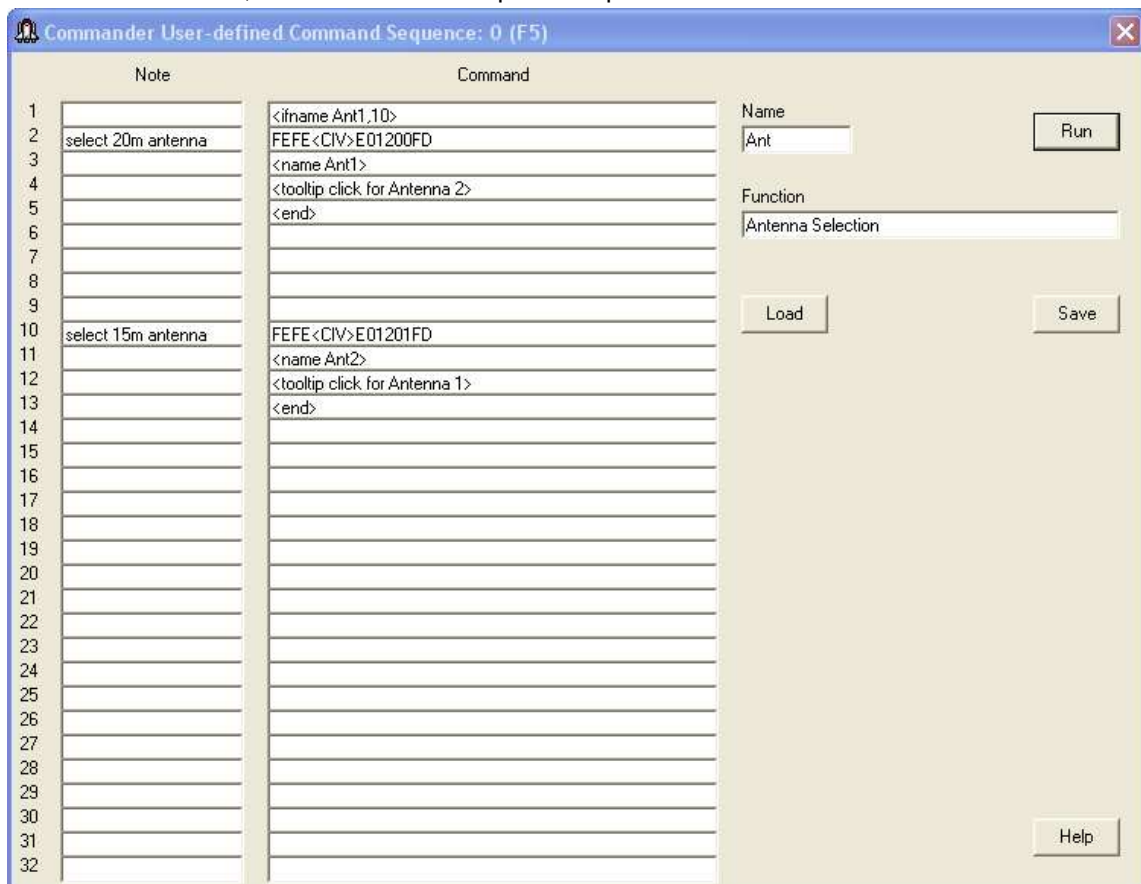 Commander User-defined Command Sequence: 0 (F5)
Note Command
1 <ifname Ant1,10> Name
Run
2 select 20m antenna FEFE<CIV>E01200FD Ant
3 <name Ant1>
4 <tooltip click for Antenna 2> Function
5 <end> Antenna Selection
6
7
8
9 Load Save
10 select 15m antenna FEFE<CIV>E01201FD
11 <name Ant2>
12 <tooltip click for Antenna 1>
13 <end>
14
15
16
17
18
19
20
21
22
23
24
25
26
27
28
29
30
31 Help
32